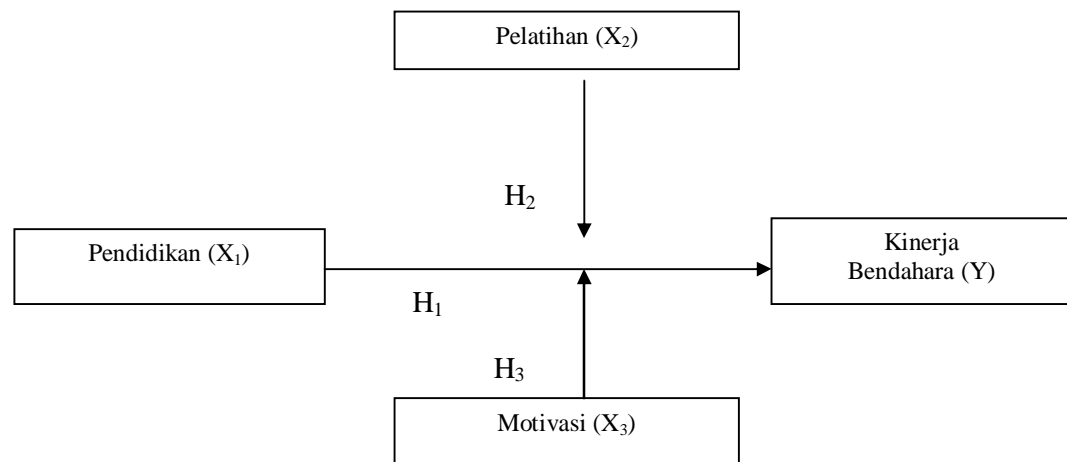 Pelatihan (X₂)
H₂
Pendidikan (X₁)
Kinerja
Bendahara (Y)
H₁
H₃
Motivasi (X₃)